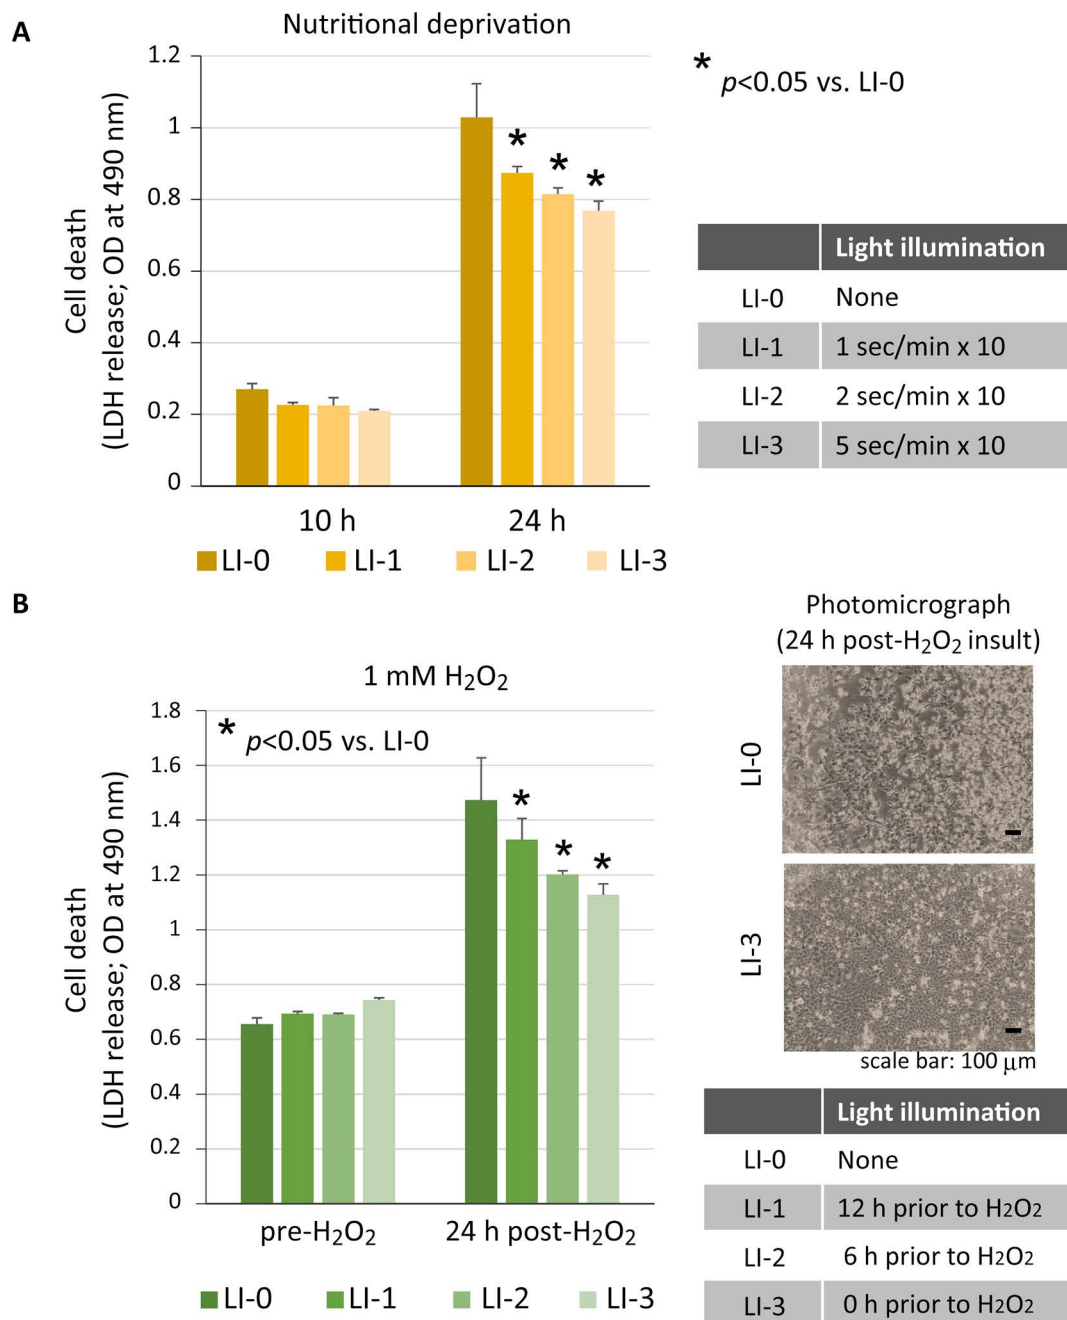 A
Nutritional deprivation
* p<0.05 vs. LI-0
Cell death
(LDH release; OD at 490 nm)
1.2
1
0.8
0.6
0.4
0.2
0
* * *
10 h 24 h
LI-0 LI-1 LI-2 LI-3
Light illumination
LI-0 None
LI-1 1 sec/min x 10
LI-2 2 sec/min x 10
LI-3 5 sec/min x 10
B
1 mM H₂O₂
* p<0.05 vs. LI-0
Cell death
(LDH release; OD at 490 nm)
1.8
1.6
1.4
1.2
1
0.8
0.6
0.4
0.2
0
* * *
pre-H₂O₂ 24 h post-H₂O₂
LI-0 LI-1 LI-2 LI-3
Photomicrograph
(24 h post-H₂O₂ insult)
LI-0
LI-3
scale bar: 100 μm
Light illumination
LI-0 None
LI-1 12 h prior to H₂O₂
LI-2 6 h prior to H₂O₂
LI-3 0 h prior to H₂O₂